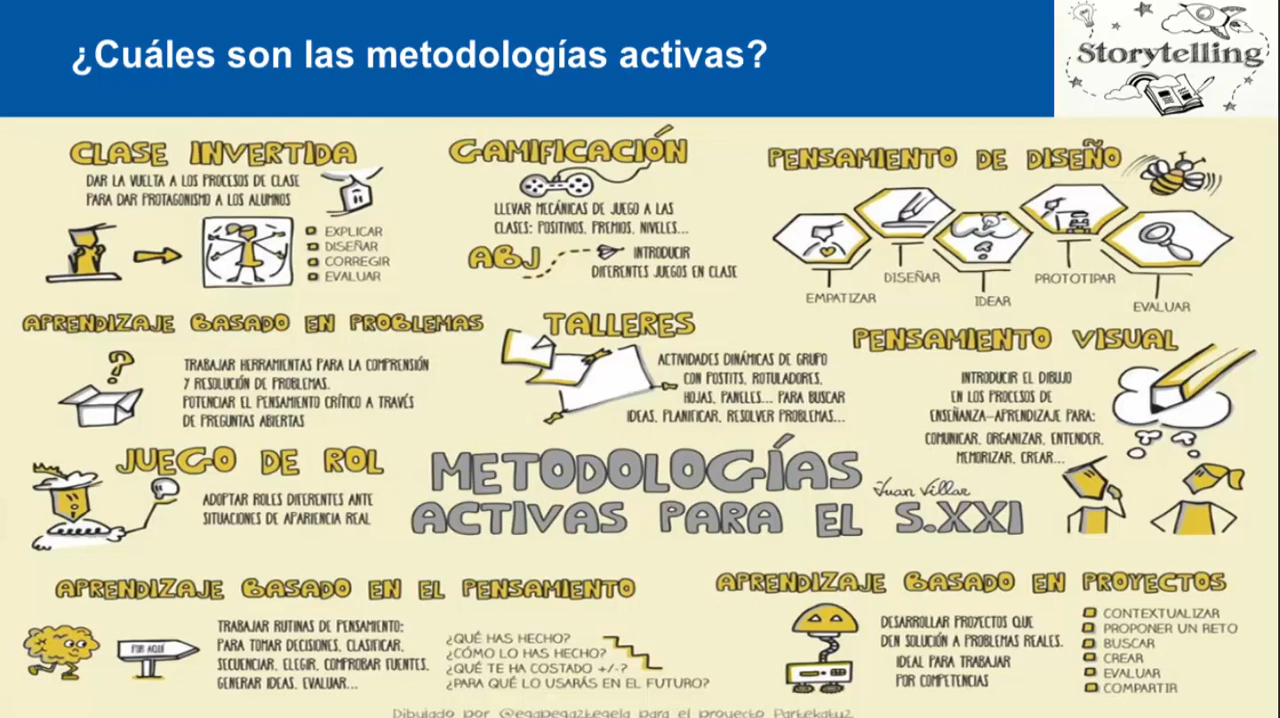 ¿Cuáles son las metodologías activas?
Storytelling
CLASE INVERTIDA
DAR LA VUELTA A LOS PROCESOS DE CLASE
PARA DAR PROTAGONISMO A LOS ALUMNOS
EXPLICAR
DISEÑAR
CORREGIR
EVALUAR
GAMIFICACIÓN
LLEVAR MECÁNICAS DE JUEGO A LAS
CLASES: POSITIVOS, PREMIOS, NIVELES...
ABJ
INTRODUCIR
DIFERENTES JUEGOS EN CLASE
PENSAMIENTO DE DISEÑO
EMPATIZAR
DISEÑAR
IDEAR
PROTOTIPAR
EVALUAR
APRENDIZAJE BASADO EN PROBLEMAS
TRABAJAR HERRAMIENTAS PARA LA COMPRENSIÓN
Y RESOLUCIÓN DE PROBLEMAS.
POTENCIAR EL PENSAMIENTO CRÍTICO A TRAVÉS
DE PREGUNTAS ABIERTAS
TALLERES
ACTIVIDADES DINÁMICAS DE GRUPO
CON POSTITS, ROTULADORES,
HOJAS, PANELES... PARA BUSCAR
IDEAS, PLANIFICAR, RESOLVER PROBLEMAS...
PENSAMIENTO VISUAL
INTRODUCIR EL DIBUJO
EN LOS PROCESOS DE
ENSEÑANZA-APRENDIZAJE PARA:
COMUNICAR, ORGANIZAR, ENTENDER,
MEMORIZAR, CREAR...
JUEGO DE ROL
ADOPTAR ROLES DIFERENTES ANTE
SITUACIONES DE APARIENCIA REAL
METODOLOGÍAS
ACTIVAS PARA EL S.XXI
Juan Villar
APRENDIZAJE BASADO EN EL PENSAMIENTO
POR AQUÍ
TRABAJAR RUTINAS DE PENSAMIENTO:
PARA TOMAR DECISIONES, CLASIFICAR,
SECUENCIAR, ELEGIR, COMPROBAR FUENTES,
GENERAR IDEAS, EVALUAR...
¿QUÉ HAS HECHO?
¿CÓMO LO HAS HECHO?
¿QUÉ TE HA COSTADO +/-?
¿PARA QUÉ LO USARÁS EN EL FUTURO?
APRENDIZAJE BASADO EN PROYECTOS
DESARROLLAR PROYECTOS QUE
DEN SOLUCIÓN A PROBLEMAS REALES.
IDEAL PARA TRABAJAR
POR COMPETENCIAS
CONTEXTUALIZAR
PROPONER UN RETO
BUSCAR
CREAR
EVALUAR
COMPARTIR
Dibujado por para el proyecto